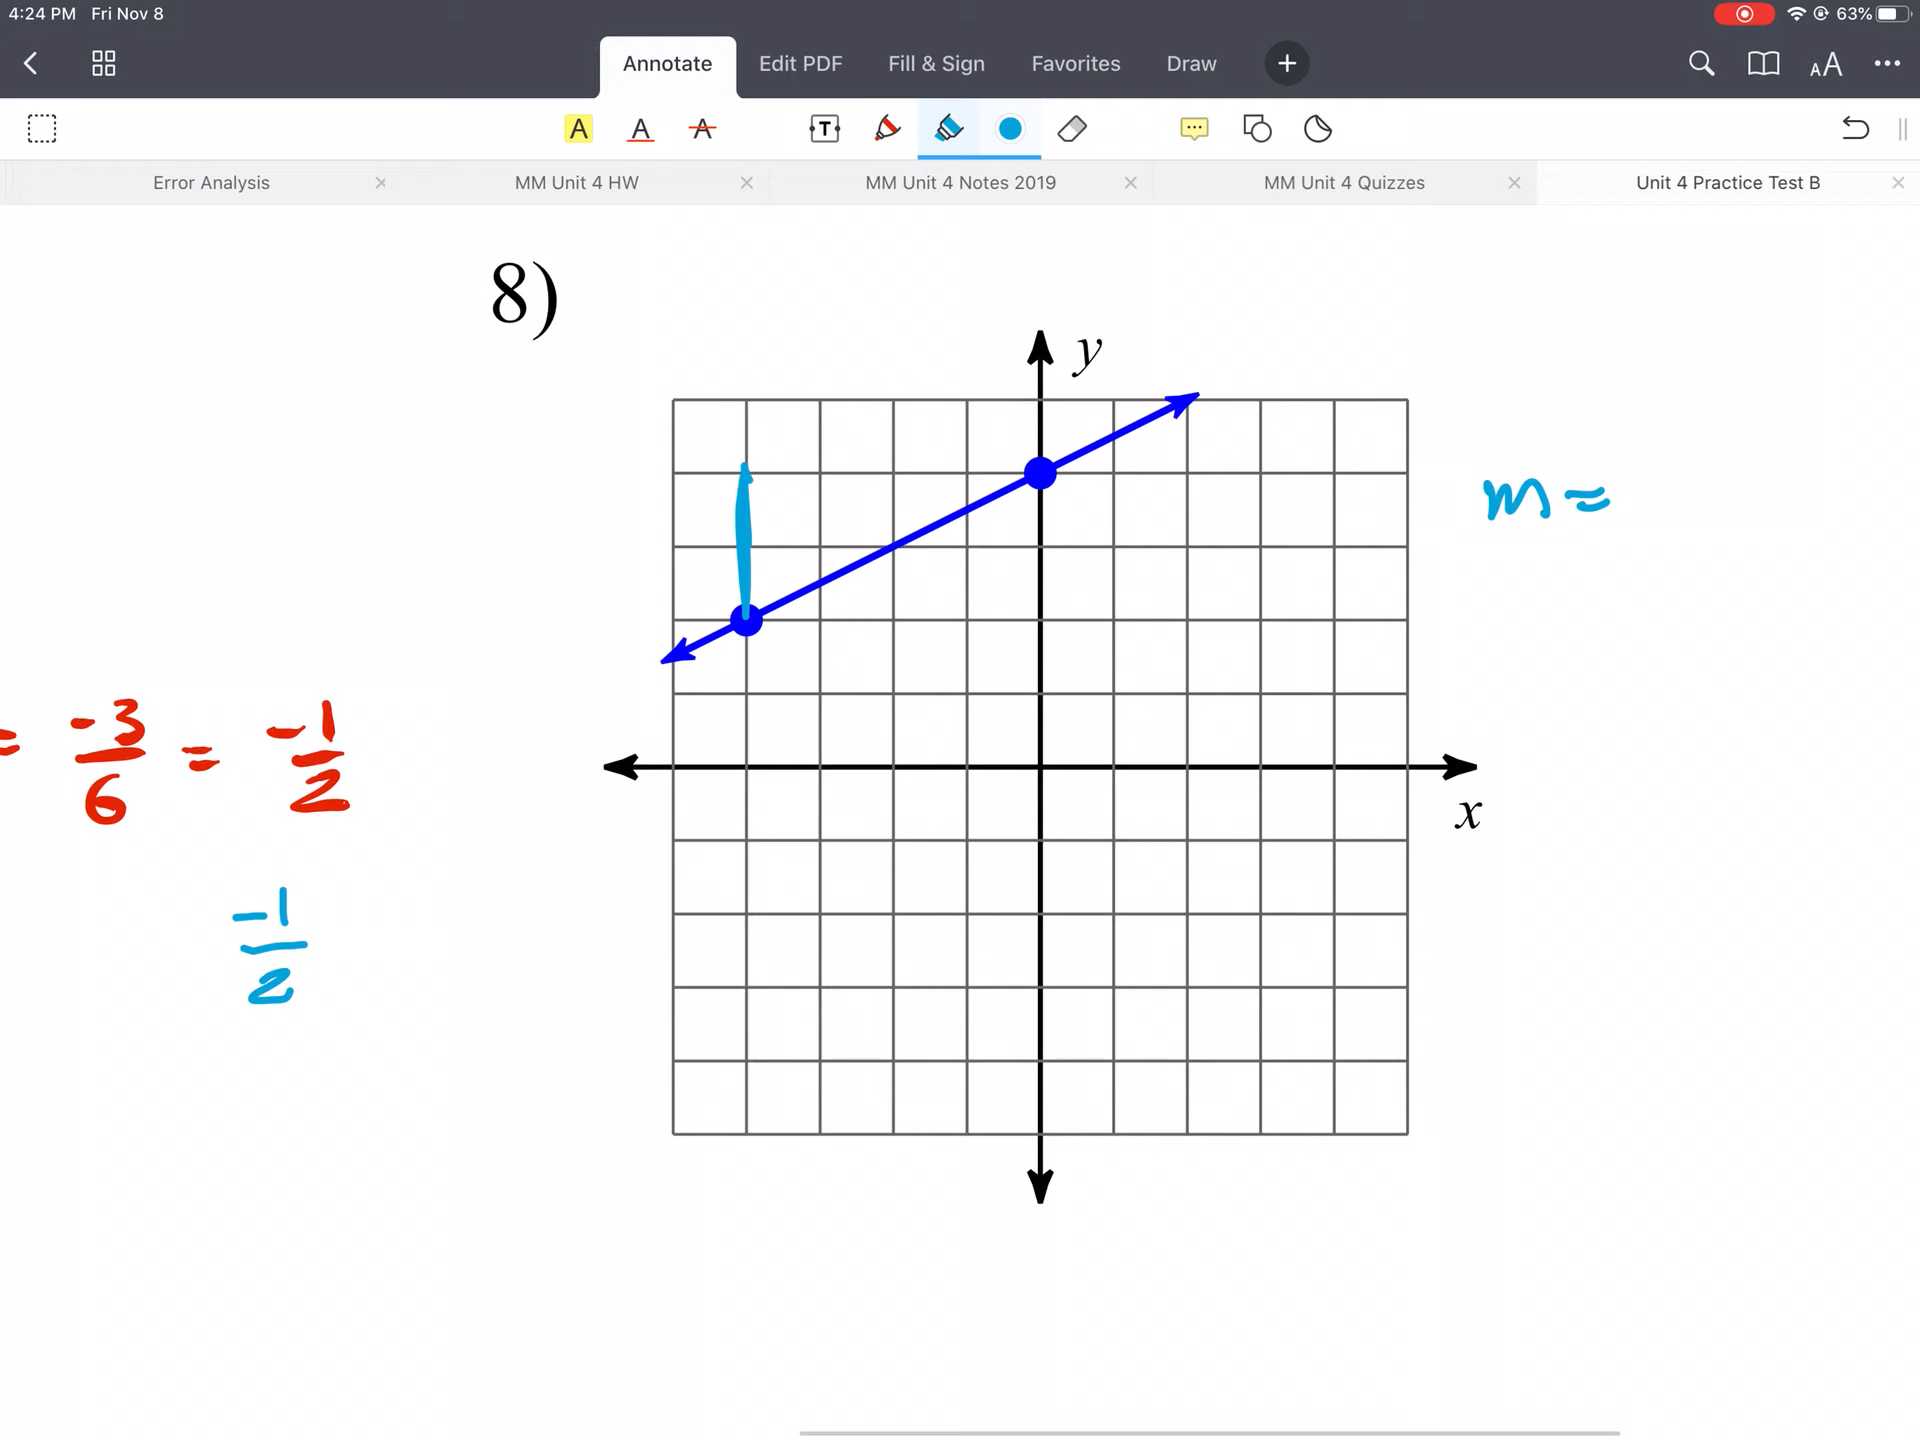 4:24 PM Fri Nov 8 63%
Annotate Edit PDF Fill & Sign Favorites Draw
A A A T
Error Analysis MM Unit 4 HW MM Unit 4 Notes 2019 MM Unit 4 Quizzes Unit 4 Practice Test B
8)
y
m =
= -3/6 = -1/2
x
-1/2